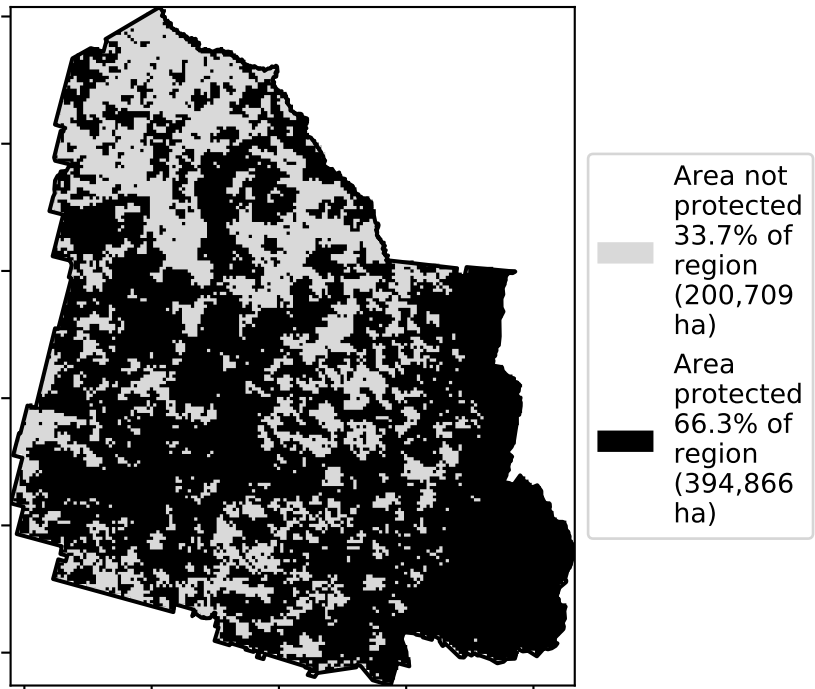 Area not
protected
33.7% of
region
(200,709
ha)
Area
protected
66.3% of
region
(394,866
ha)